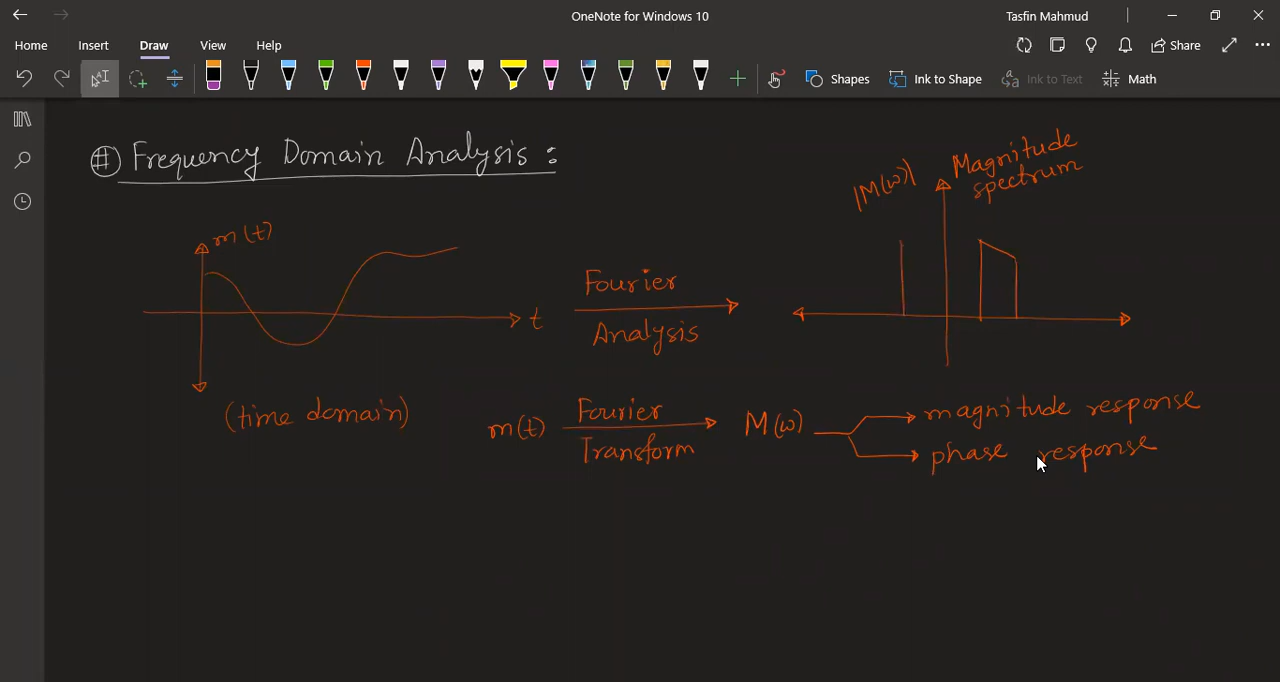 OneNote for Windows 10
Tasfin Mahmud
Home Insert Draw View Help
Share
Shapes
Ink to Shape
Ink to Text
Math
# Frequency Domain Analysis :
m(t)
t
(time domain)
Fourier
Analysis
|M(ω)|
Magnitude
spectrum
m(t)
Fourier
Transform
M(ω)
magnitude response
phase response